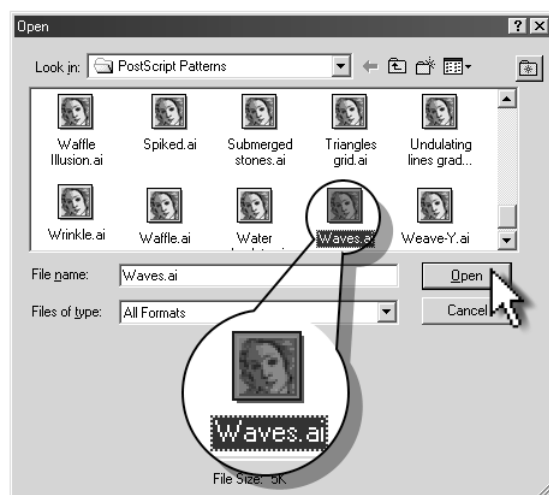 Open
Look in: PostScript Patterns
Waffle Illusion.ai
Spiked.ai
Submerged stones.ai
Triangles grid.ai
Undulating lines grad...
Wrinkle.ai
Waffle.ai
Water
Waves.ai
Weave-Y.ai
File name: Waves.ai
Open
Files of type: All Formats
Cancel
Waves.ai
File Size: 5K